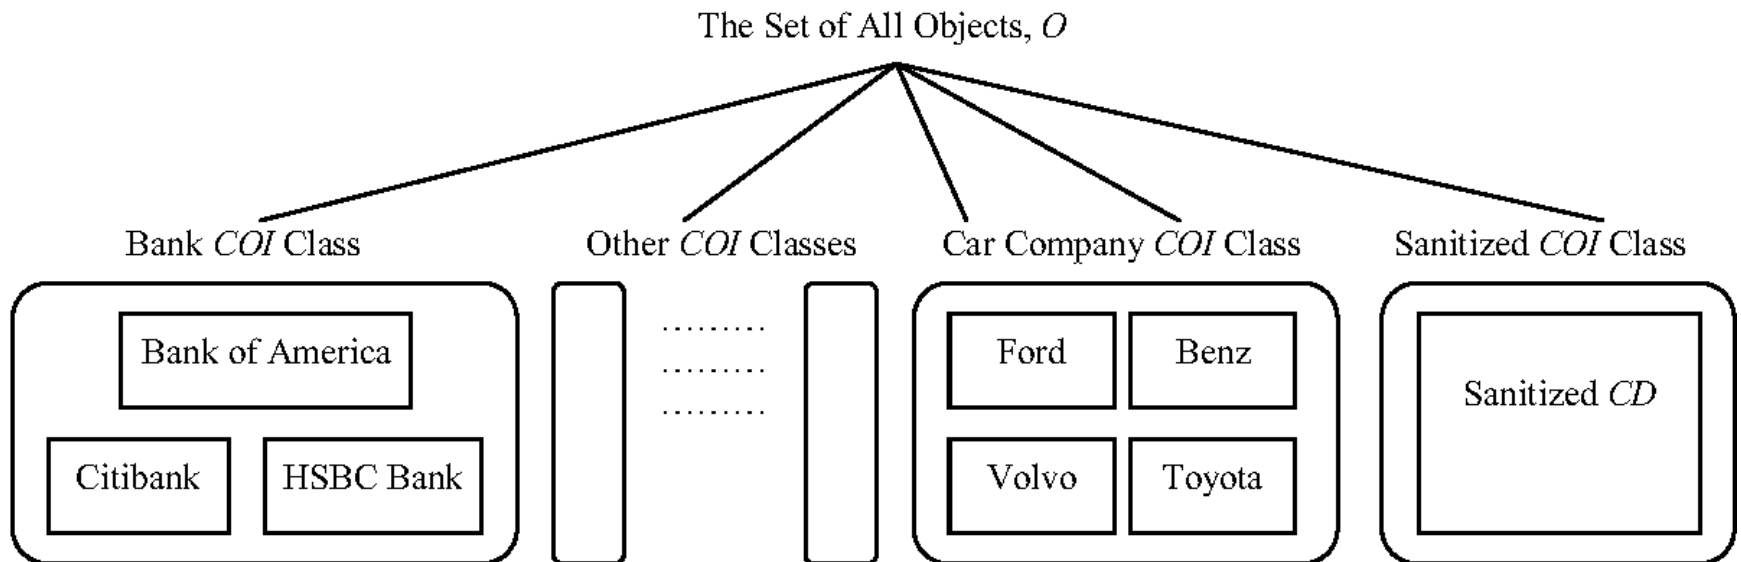 The Set of All Objects, O
Bank COI Class
Other COI Classes
Car Company COI Class
Sanitized COI Class
Bank of America
Citibank
HSBC Bank
Ford
Benz
Volvo
Toyota
Sanitized CD